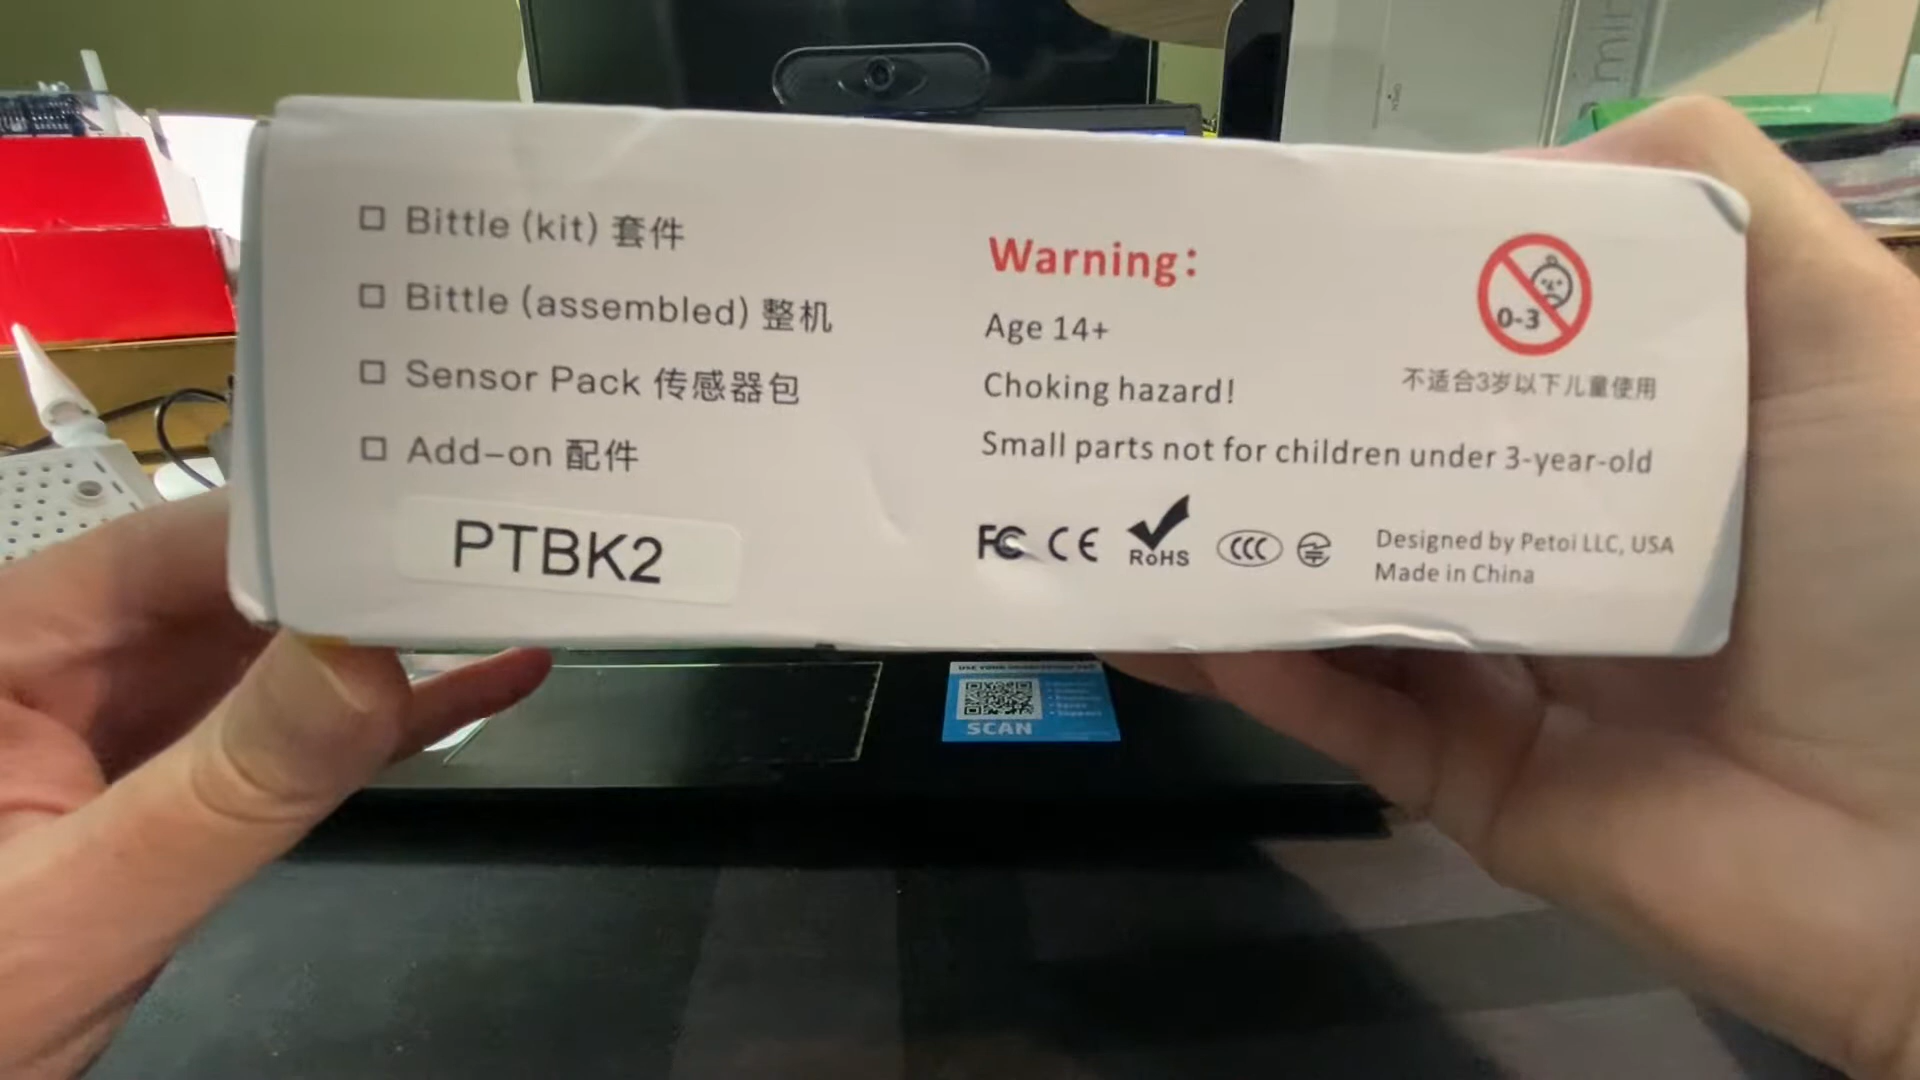 Bittle (kit) 套件
Bittle (assembled) 整机
Sensor Pack 传感器包
Add-on 配件
PTBK2
Warning:
Age 14+
Choking hazard!
Small parts not for children under 3-year-old
0-3
不适合3岁以下儿童使用
FC CE RoHS CCC
Designed by Petoi LLC, USA
Made in China
OPEN
SCAN